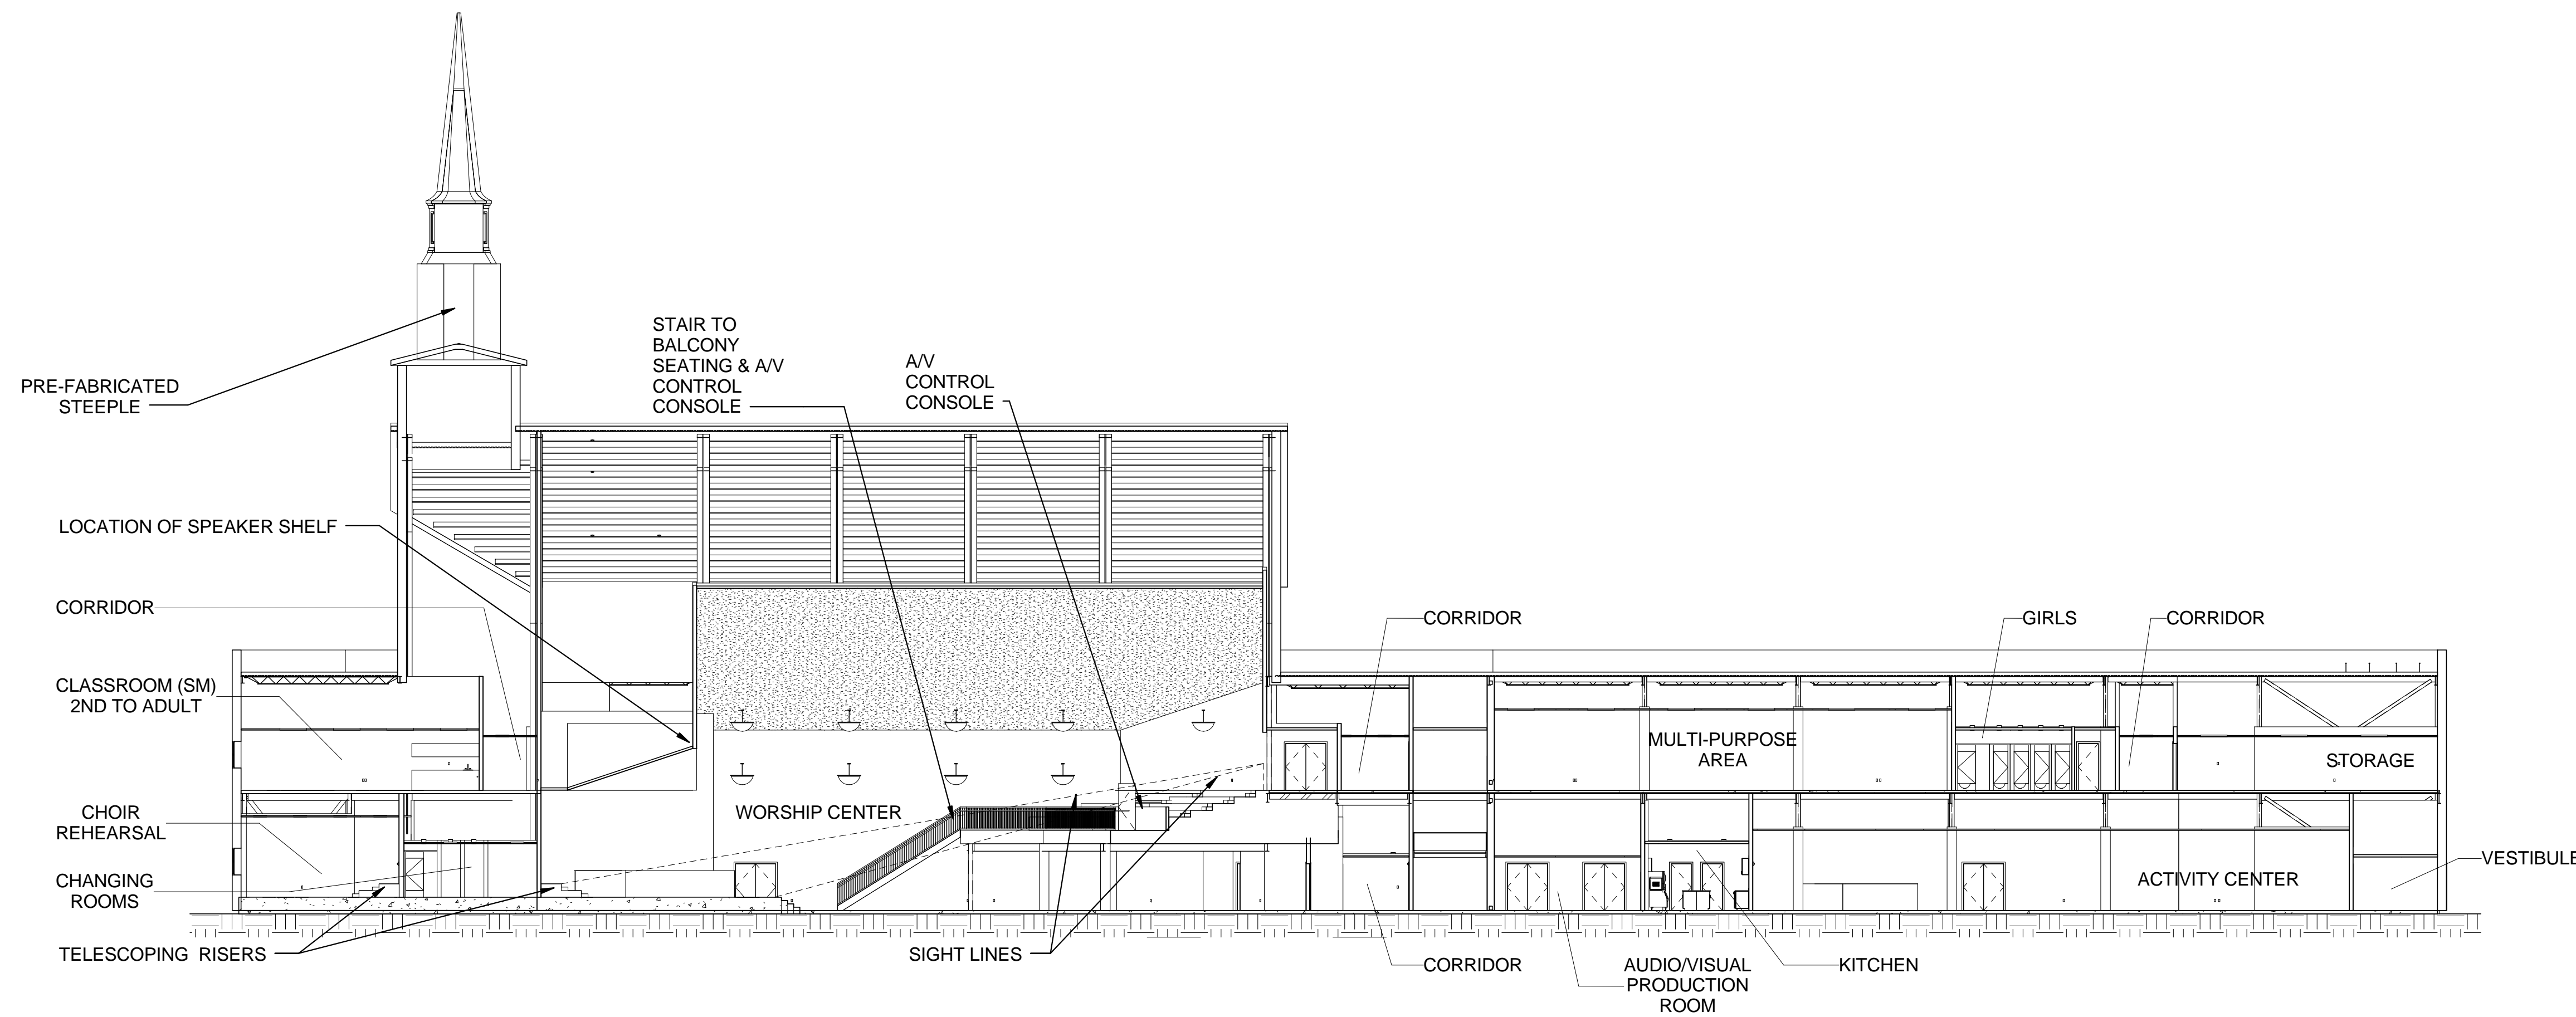 STAIR TO
BALCONY
SEATING & A/V
CONTROL
CONSOLE
A/V
CONTROL
CONSOLE
PRE-FABRICATED
STEEPLE
LOCATION OF SPEAKER SHELF
CORRIDOR
CORRIDOR
GIRLS
CORRIDOR
CLASSROOM (SM)
2ND TO ADULT
MULTI-PURPOSE
AREA
STORAGE
CHOIR
REHEARSAL
WORSHIP CENTER
VESTIBULE
CHANGING
ROOMS
ACTIVITY CENTER
TELESCOPING RISERS
SIGHT LINES
CORRIDOR
AUDIO/VISUAL
PRODUCTION
ROOM
KITCHEN